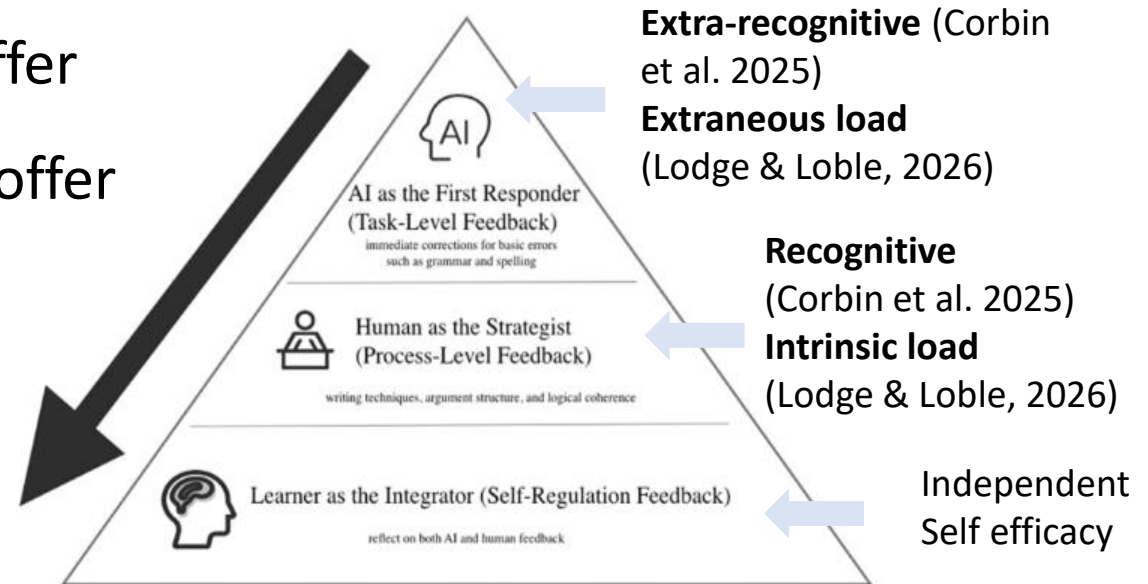 ffer
offer
AI
AI as the First Responder
(Task-Level Feedback)
immediate corrections for basic errors
such as grammar and spelling
Human as the Strategist
(Process-Level Feedback)
writing techniques, argument structure, and logical coherence
Learner as the Integrator (Self-Regulation Feedback)
reflect on both AI and human feedback
Extra-recognitive (Corbin
et al. 2025)
Extraneous load
(Lodge & Loble, 2026)
Recognitive
(Corbin et al. 2025)
Intrinsic load
(Lodge & Loble, 2026)
Independent
Self efficacy